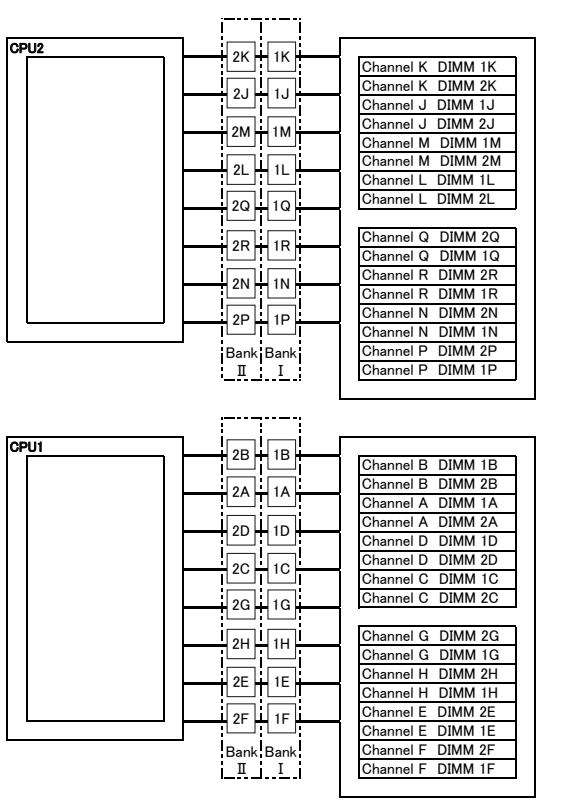 CPU2
2K 1K
2J 1J
2M 1M
2L 1L
2Q 1Q
2R 1R
2N 1N
2P 1P
Bank Bank
Ⅱ Ⅰ
Channel K DIMM 1K
Channel K DIMM 2K
Channel J DIMM 1J
Channel J DIMM 2J
Channel M DIMM 1M
Channel M DIMM 2M
Channel L DIMM 1L
Channel L DIMM 2L
Channel Q DIMM 2Q
Channel Q DIMM 1Q
Channel R DIMM 2R
Channel R DIMM 1R
Channel N DIMM 2N
Channel N DIMM 1N
Channel P DIMM 2P
Channel P DIMM 1P
CPU1
2B 1B
2A 1A
2D 1D
2C 1C
2G 1G
2H 1H
2E 1E
2F 1F
Bank Bank
Ⅱ Ⅰ
Channel B DIMM 1B
Channel B DIMM 2B
Channel A DIMM 1A
Channel A DIMM 2A
Channel D DIMM 1D
Channel D DIMM 2D
Channel C DIMM 1C
Channel C DIMM 2C
Channel G DIMM 2G
Channel G DIMM 1G
Channel H DIMM 2H
Channel H DIMM 1H
Channel E DIMM 2E
Channel E DIMM 1E
Channel F DIMM 2F
Channel F DIMM 1F